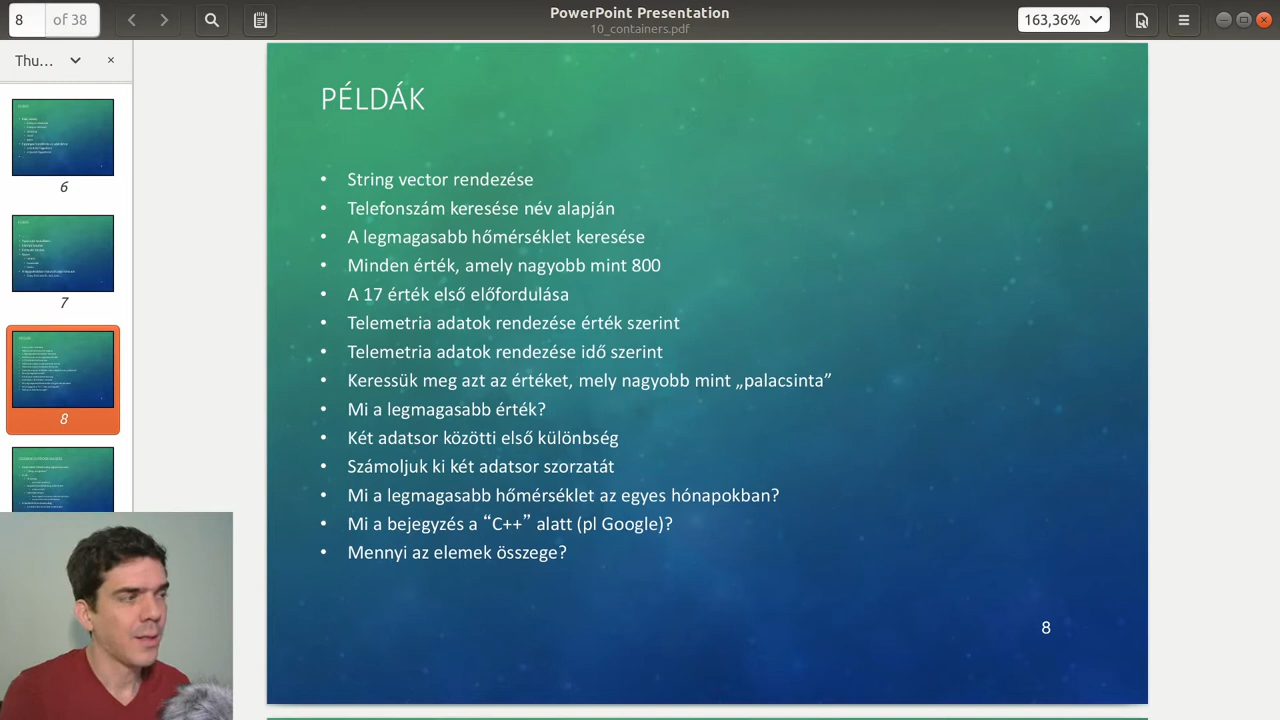 8 of 38
PowerPoint Presentation
10_containers.pdf
163,36%
Thu...
6
7
8
PÉLDÁK
• String vector rendezése
• Telefonszám keresése név alapján
• A legmagasabb hőmérséklet keresése
• Minden érték, amely nagyobb mint 800
• A 17 érték első előfordulása
• Telemetria adatok rendezése érték szerint
• Telemetria adatok rendezése idő szerint
• Keressük meg azt az értéket, mely nagyobb mint „palacsinta”
• Mi a legmagasabb érték?
• Két adatsor közötti első különbség
• Számoljuk ki két adatsor szorzatát
• Mi a legmagasabb hőmérséklet az egyes hónapokban?
• Mi a bejegyzés a “C++” alatt (pl Google)?
• Mennyi az elemek összege?
8